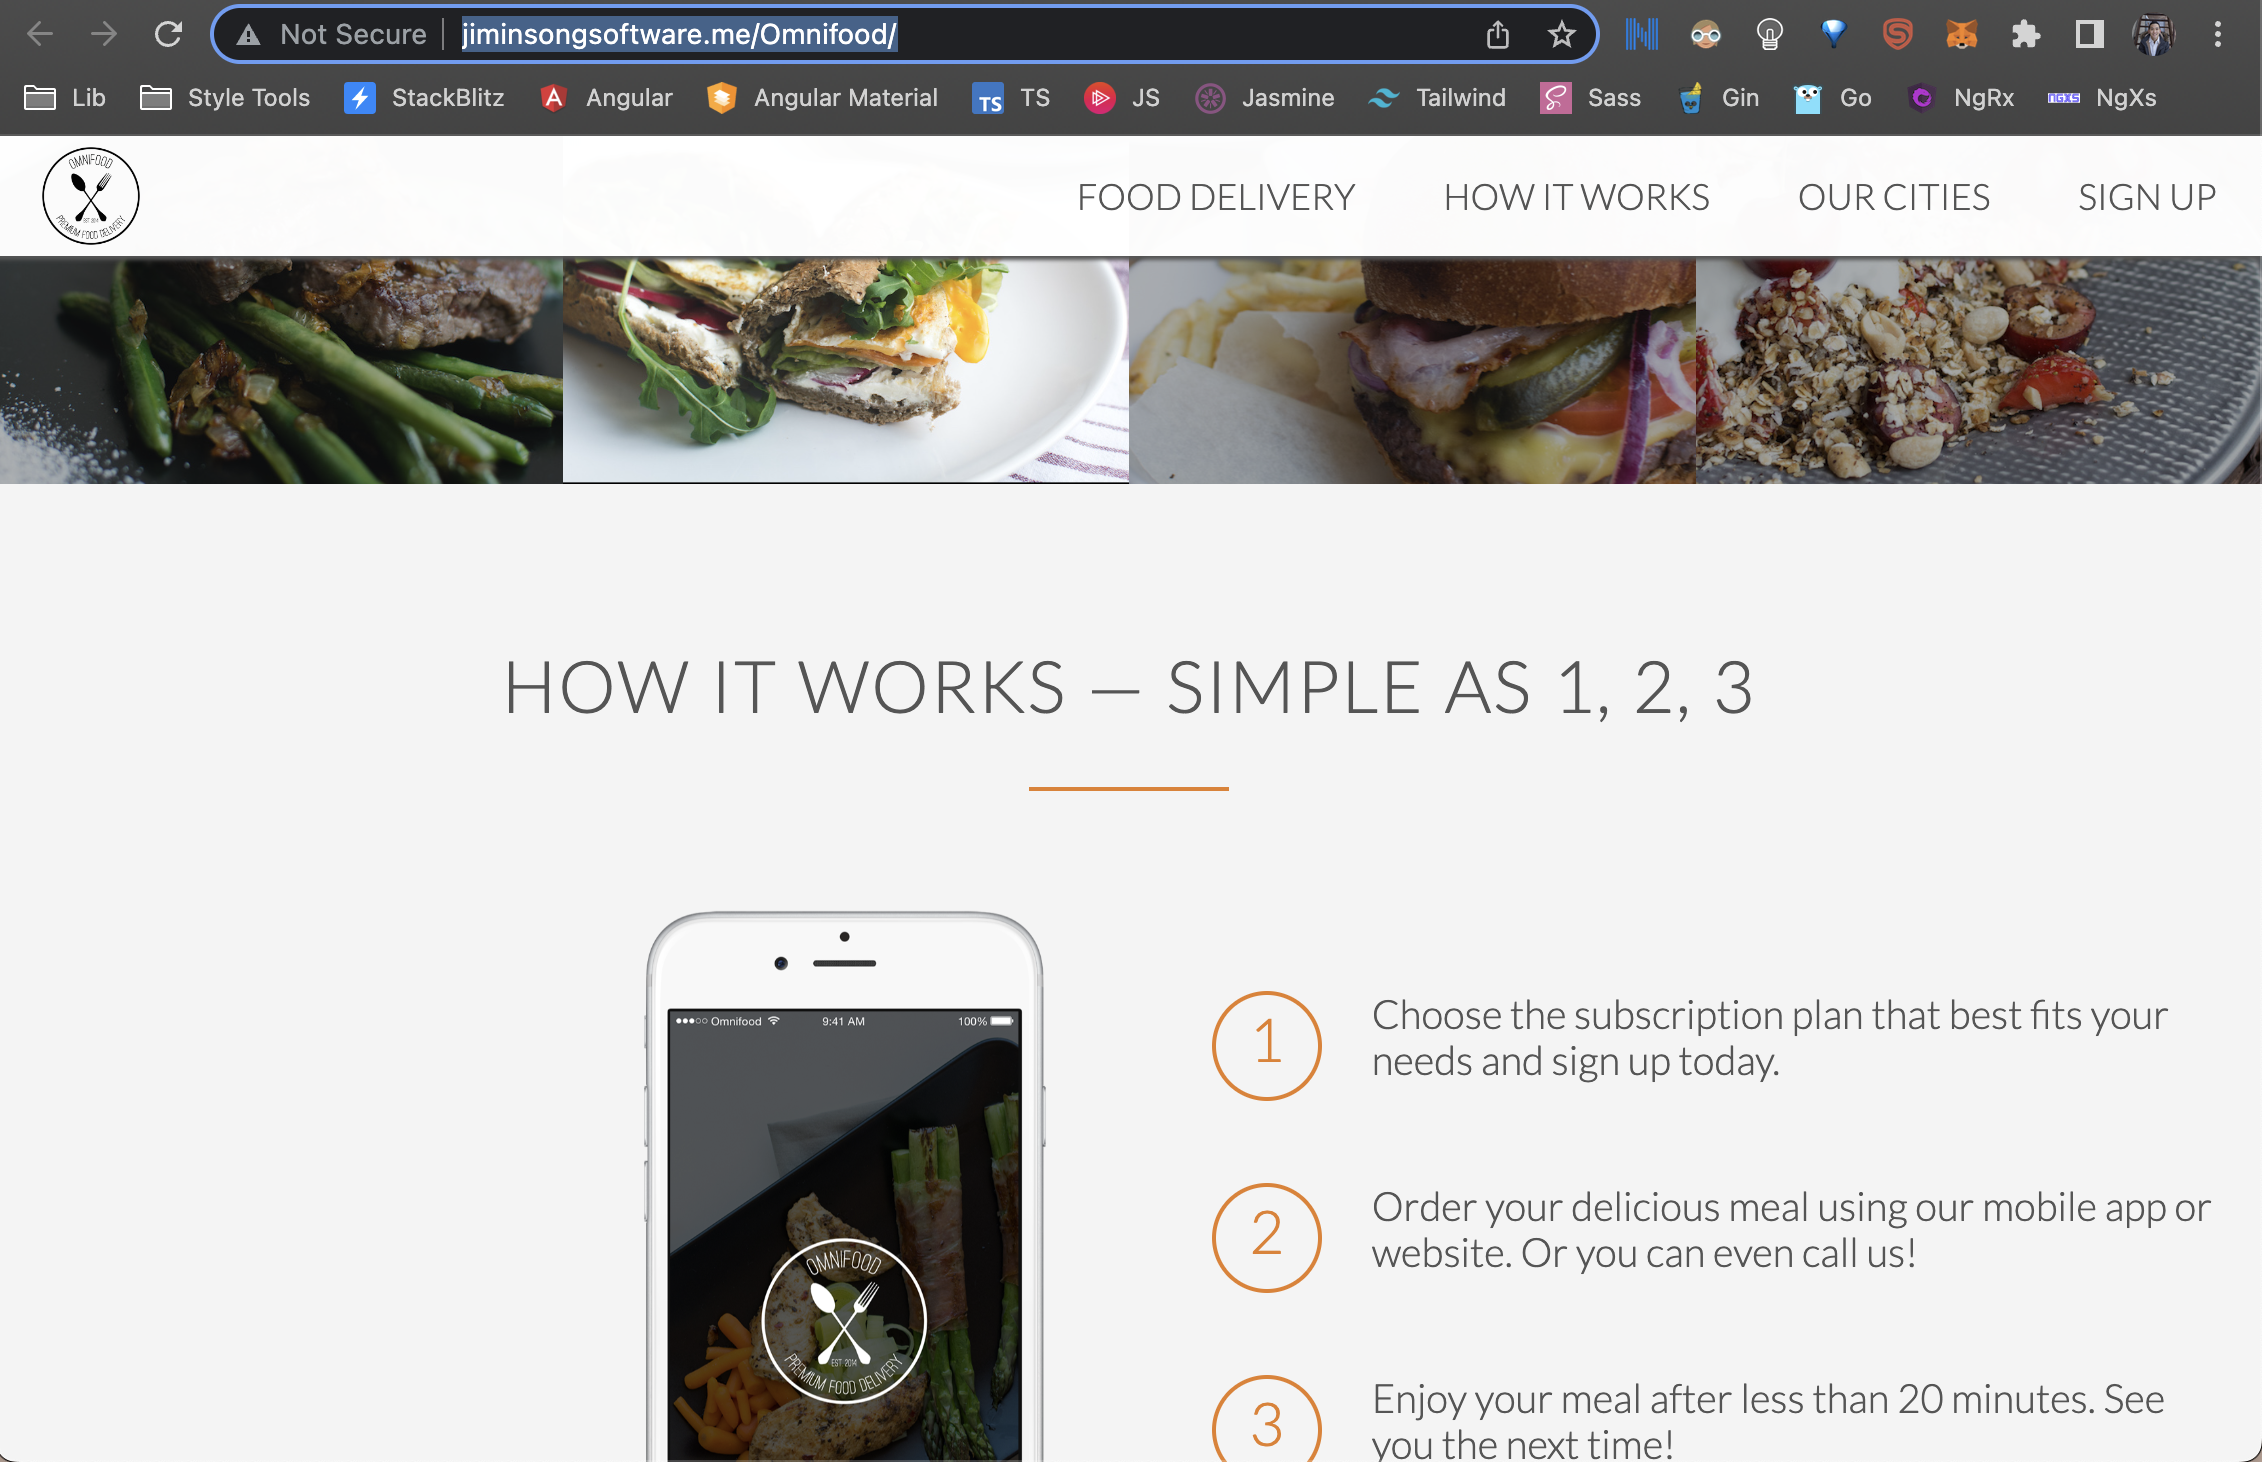 Not Secure jiminsongsoftware.me/Omnifood/
Lib Style Tools StackBlitz Angular Angular Material TS JS Jasmine Tailwind Sass Gin Go NgRx NgXs
OMNIFOOD
EST 2014
PREMIUM FOOD DELIVERY
FOOD DELIVERY HOW IT WORKS OUR CITIES SIGN UP
HOW IT WORKS — SIMPLE AS 1, 2, 3
Omnifood 9:41 AM 100%
OMNIFOOD
EST 2014
PREMIUM FOOD DELIVERY
1
Choose the subscription plan that best fits your
needs and sign up today.
2
Order your delicious meal using our mobile app or
website. Or you can even call us!
3
Enjoy your meal after less than 20 minutes. See
you the next time!